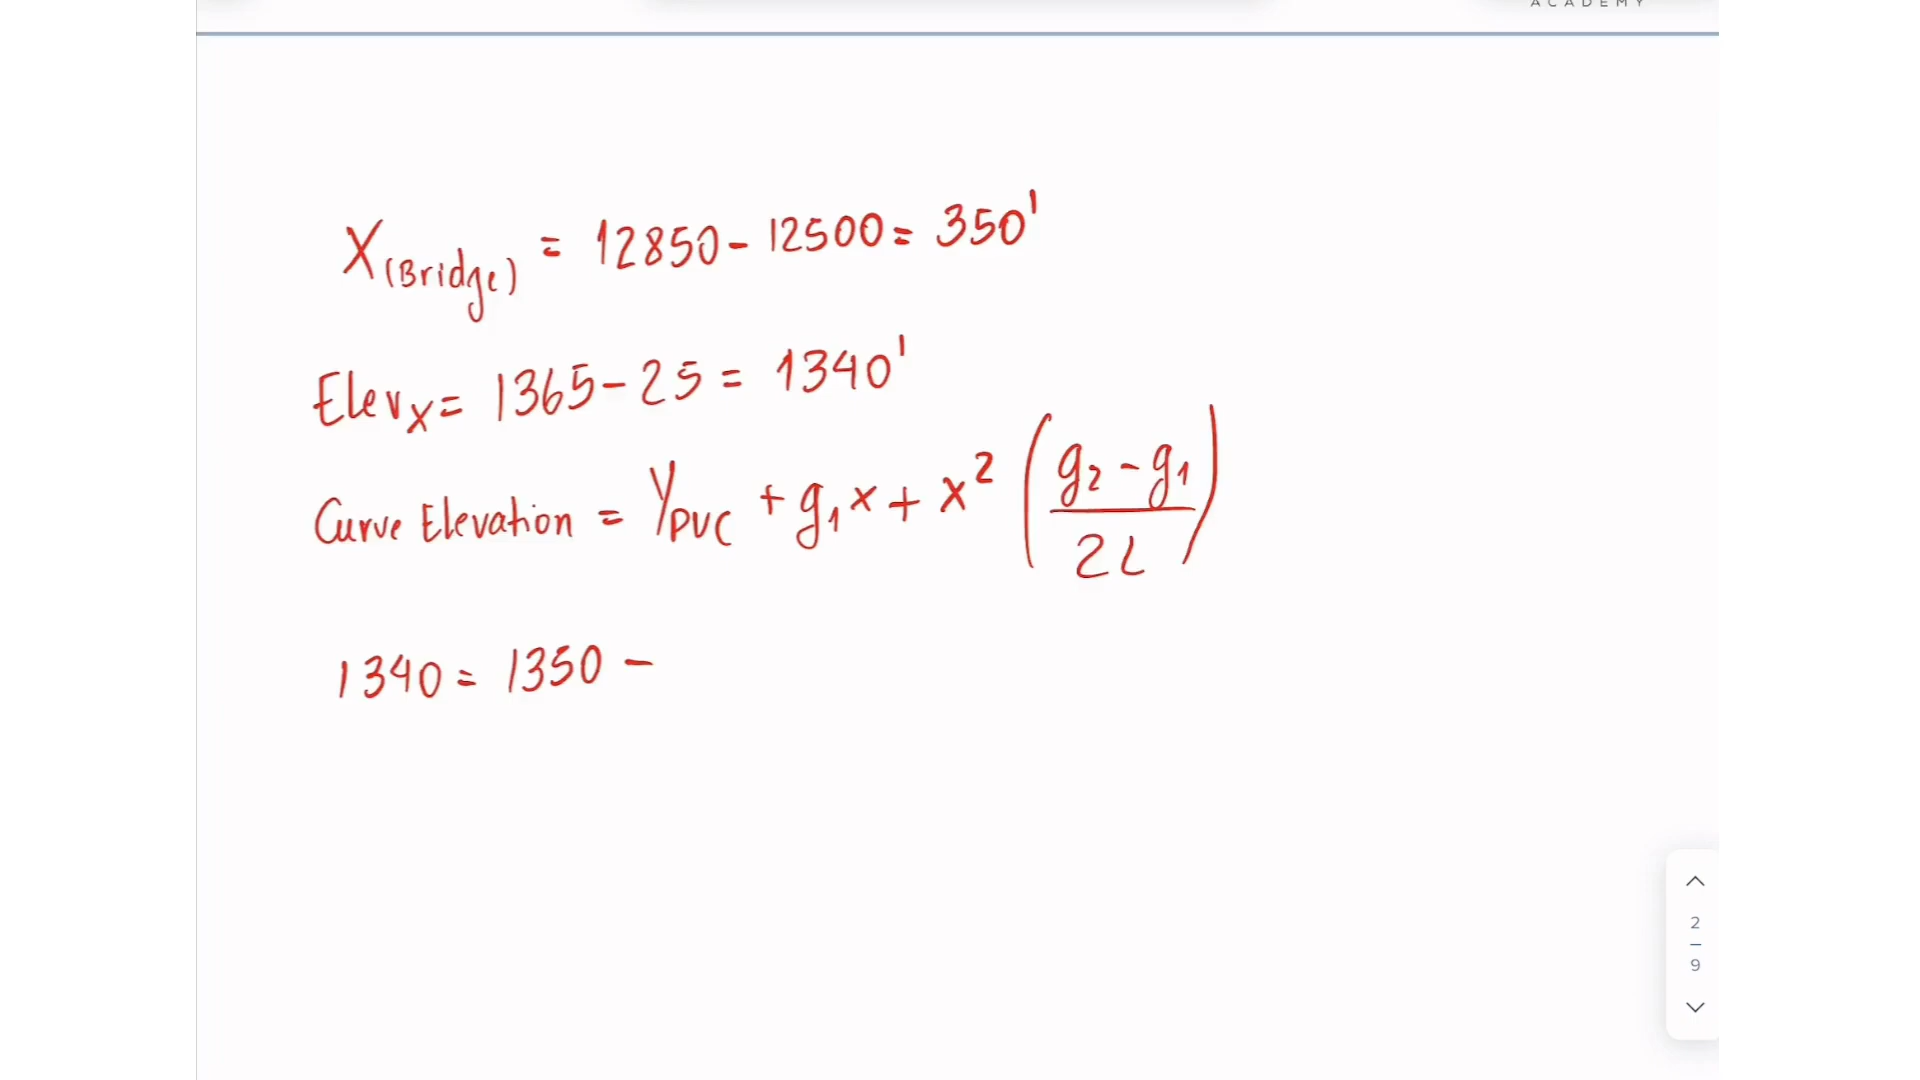 ACADEMY
X(Bridge) = 12850 - 12500 = 350'
Elevx = 1365 - 25 = 1340'
Curve Elevation = YPVC + g1x + x² ( g2 - g1 / 2L )
1340 = 1350 -
2
9